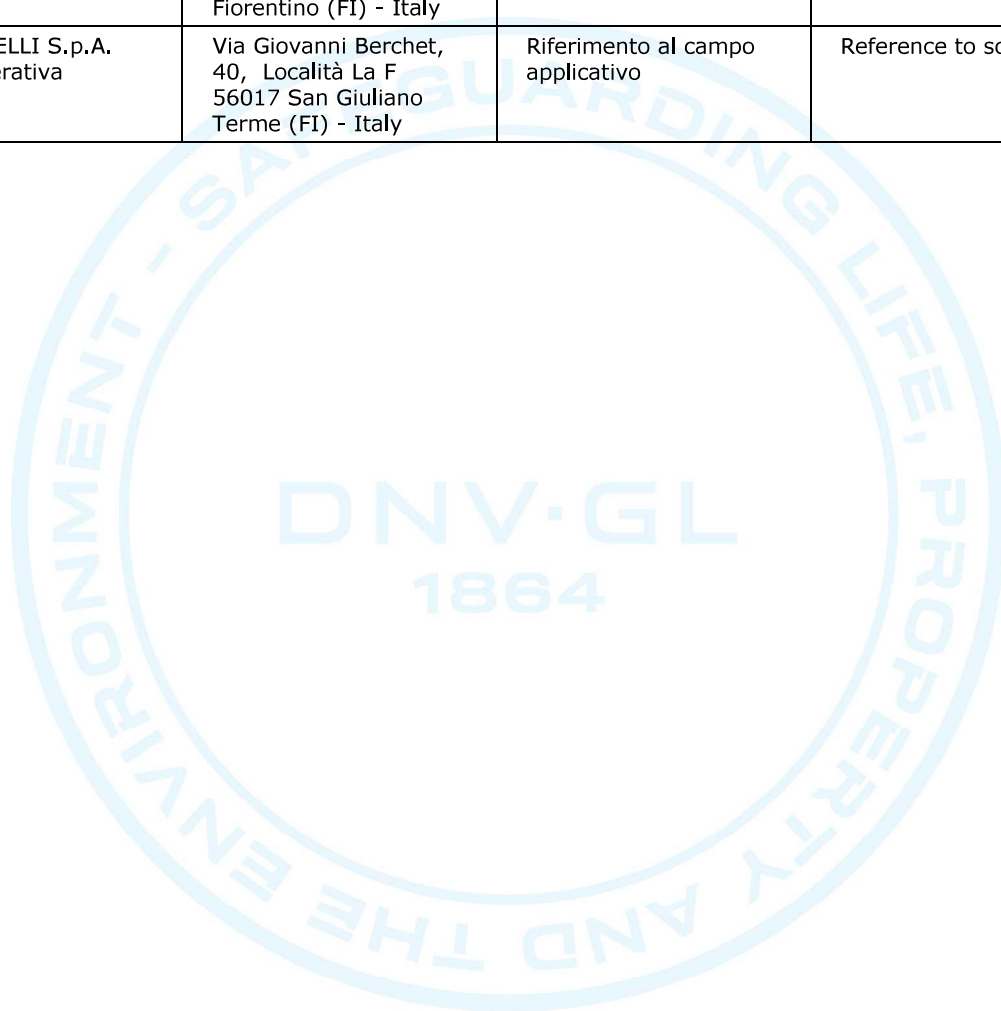 Fiorentino (FI) - Italy
ELLI S.p.A.
erativa
Via Giovanni Berchet,
40, Località La F
56017 San Giuliano
Terme (FI) - Italy
Riferimento al campo
applicativo
Reference to sc
SAFEGUARDING LIFE, PROPERTY AND THE ENVIRONMENT -
DNV·GL
1864